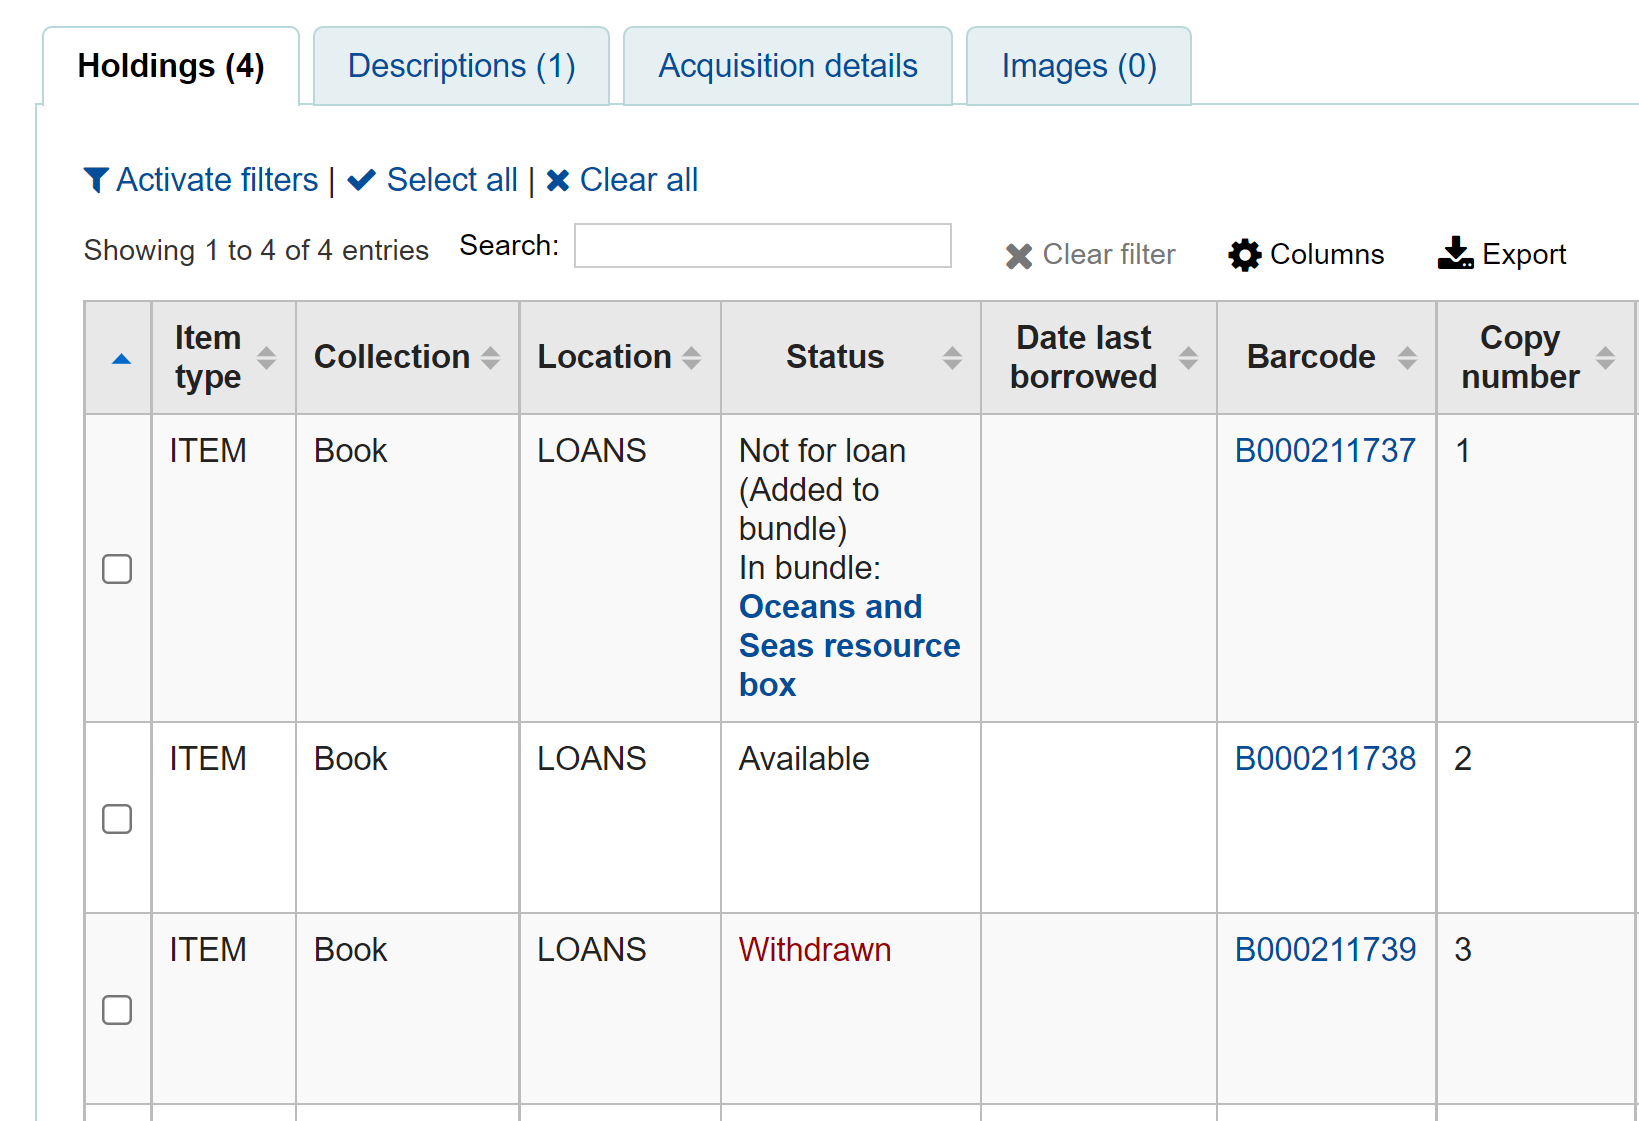 Holdings (4) Descriptions (1) Acquisition details Images (0)
Activate filters | Select all | Clear all
Showing 1 to 4 of 4 entries Search: Clear filter Columns Export
Item type Collection Location Status Date last borrowed Barcode Copy number
ITEM Book LOANS Not for loan B000211737 1
(Added to
bundle)
In bundle:
Oceans and
Seas resource
box
ITEM Book LOANS Available B000211738 2
ITEM Book LOANS Withdrawn B000211739 3